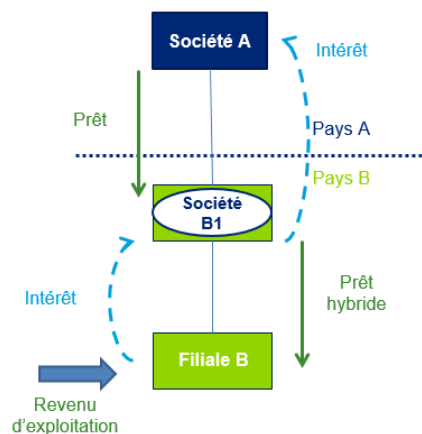 Société A
Intérêt
Prêt
Pays A
Pays B
Société
B1
Prêt
hybride
Intérêt
Filiale B
Revenu
d'exploitation